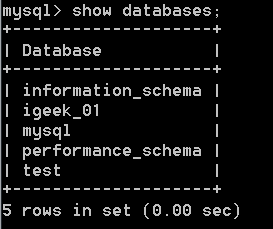 mysql> show databases;
+--------------------+
| Database           |
+--------------------+
| information_schema |
| igeek_01           |
| mysql              |
| performance_schema |
| test               |
+--------------------+
5 rows in set (0.00 sec)